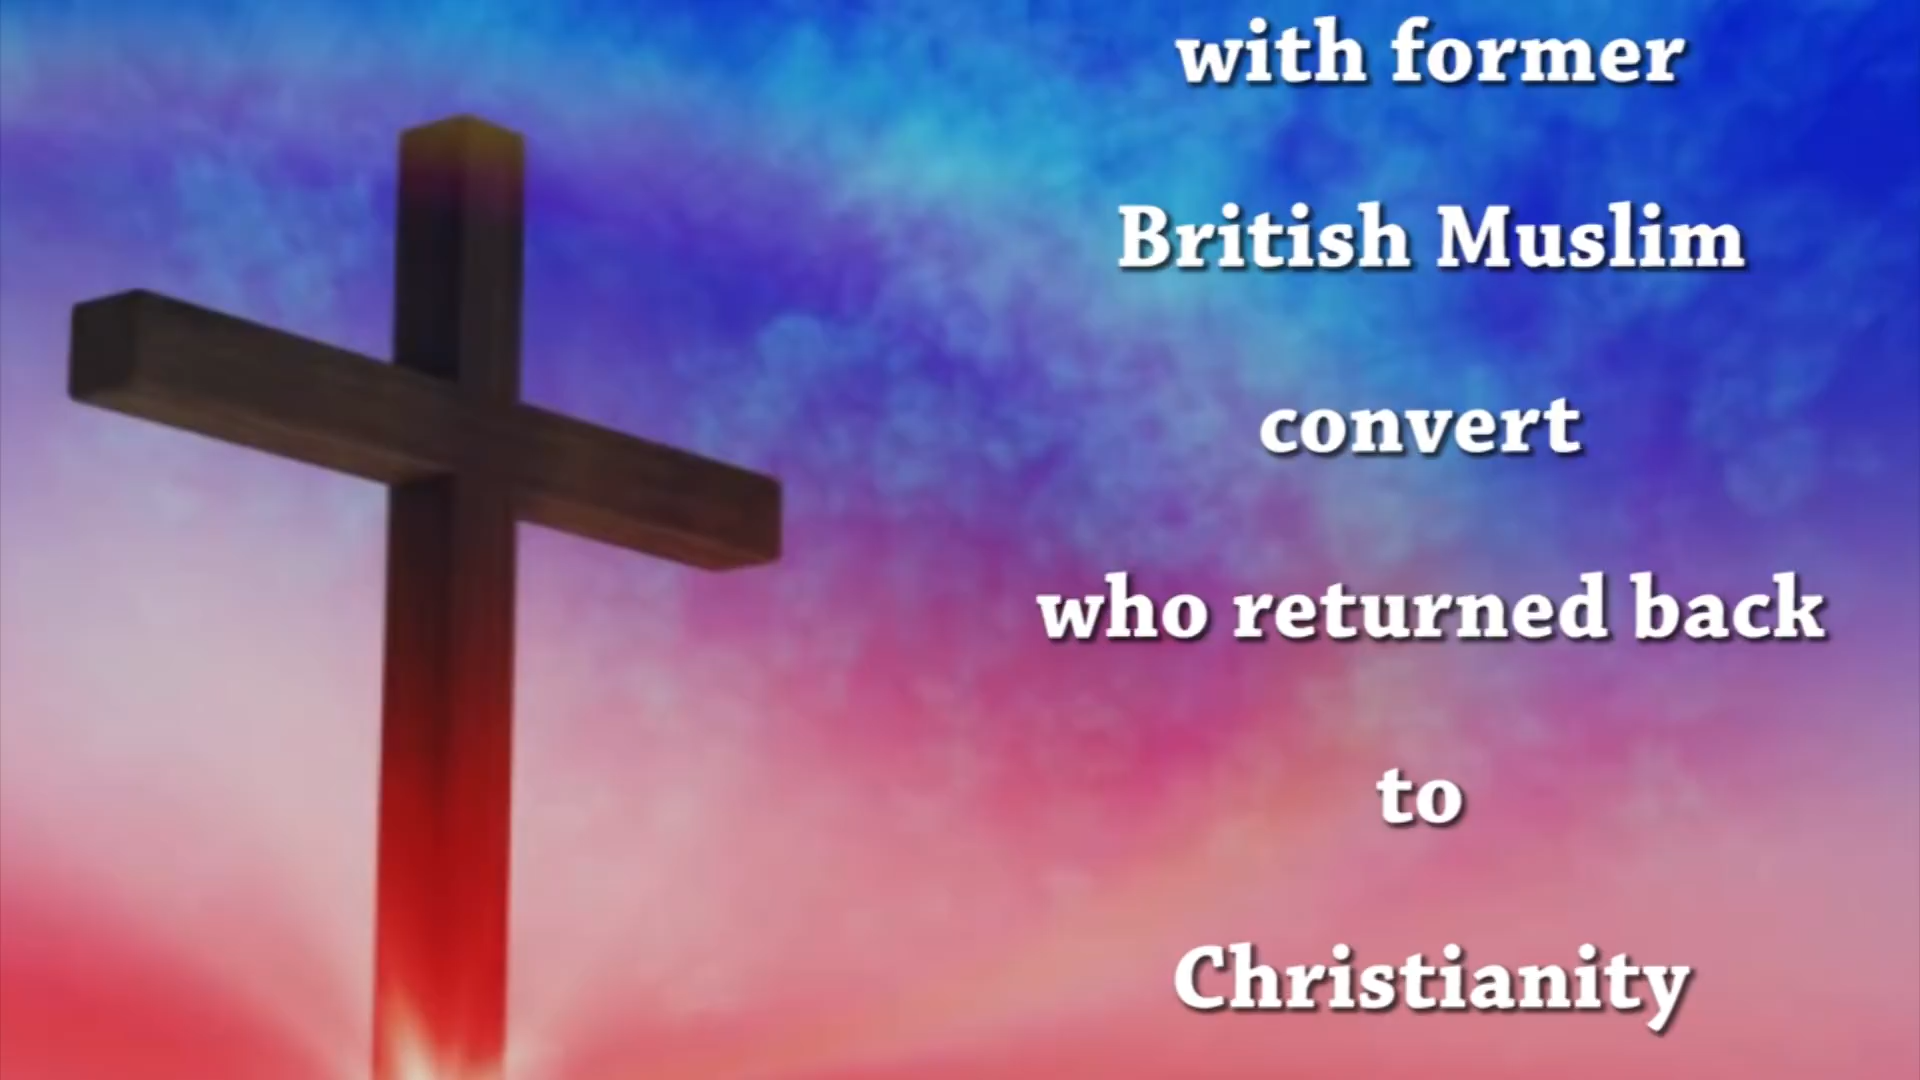 with former
British Muslim
convert
who returned back
to
Christianity